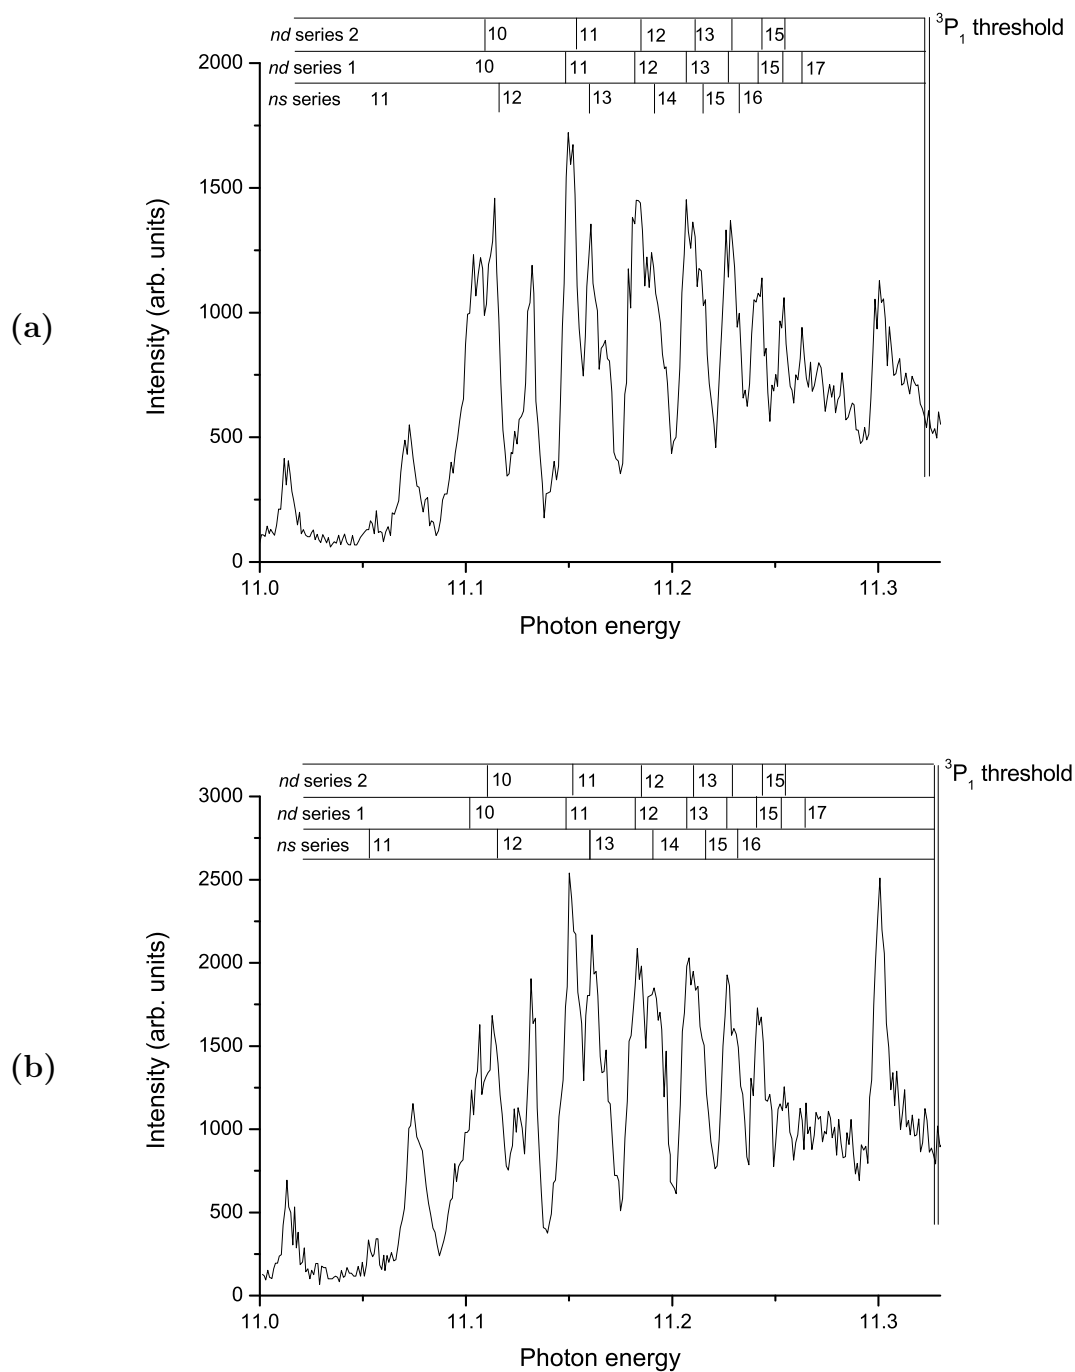 nd series 2 10 11 12 13 15 ³P₁ threshold
nd series 1 10 11 12 13 15 17
ns series 11 12 13 14 15 16
2000
1500
1000
500
0
Intensity (arb. units)
(a)
11.0 11.1 11.2 11.3
Photon energy
nd series 2 10 11 12 13 15 ³P₁ threshold
nd series 1 10 11 12 13 15 17
ns series 11 12 13 14 15 16
3000
2500
2000
1500
1000
500
0
Intensity (arb. units)
(b)
11.0 11.1 11.2 11.3
Photon energy